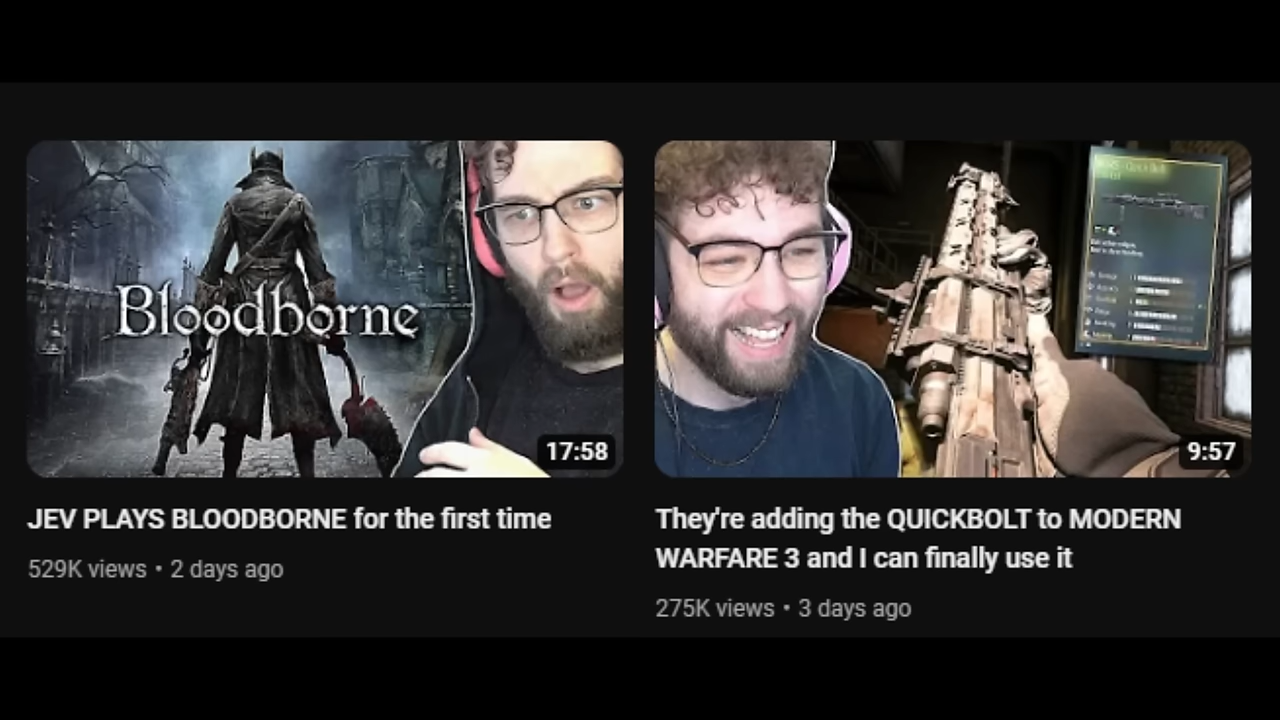 Bloodborne
17:58
9:57
JEV PLAYS BLOODBORNE for the first time
529K views • 2 days ago
They're adding the QUICKBOLT to MODERN
WARFARE 3 and I can finally use it
275K views • 3 days ago